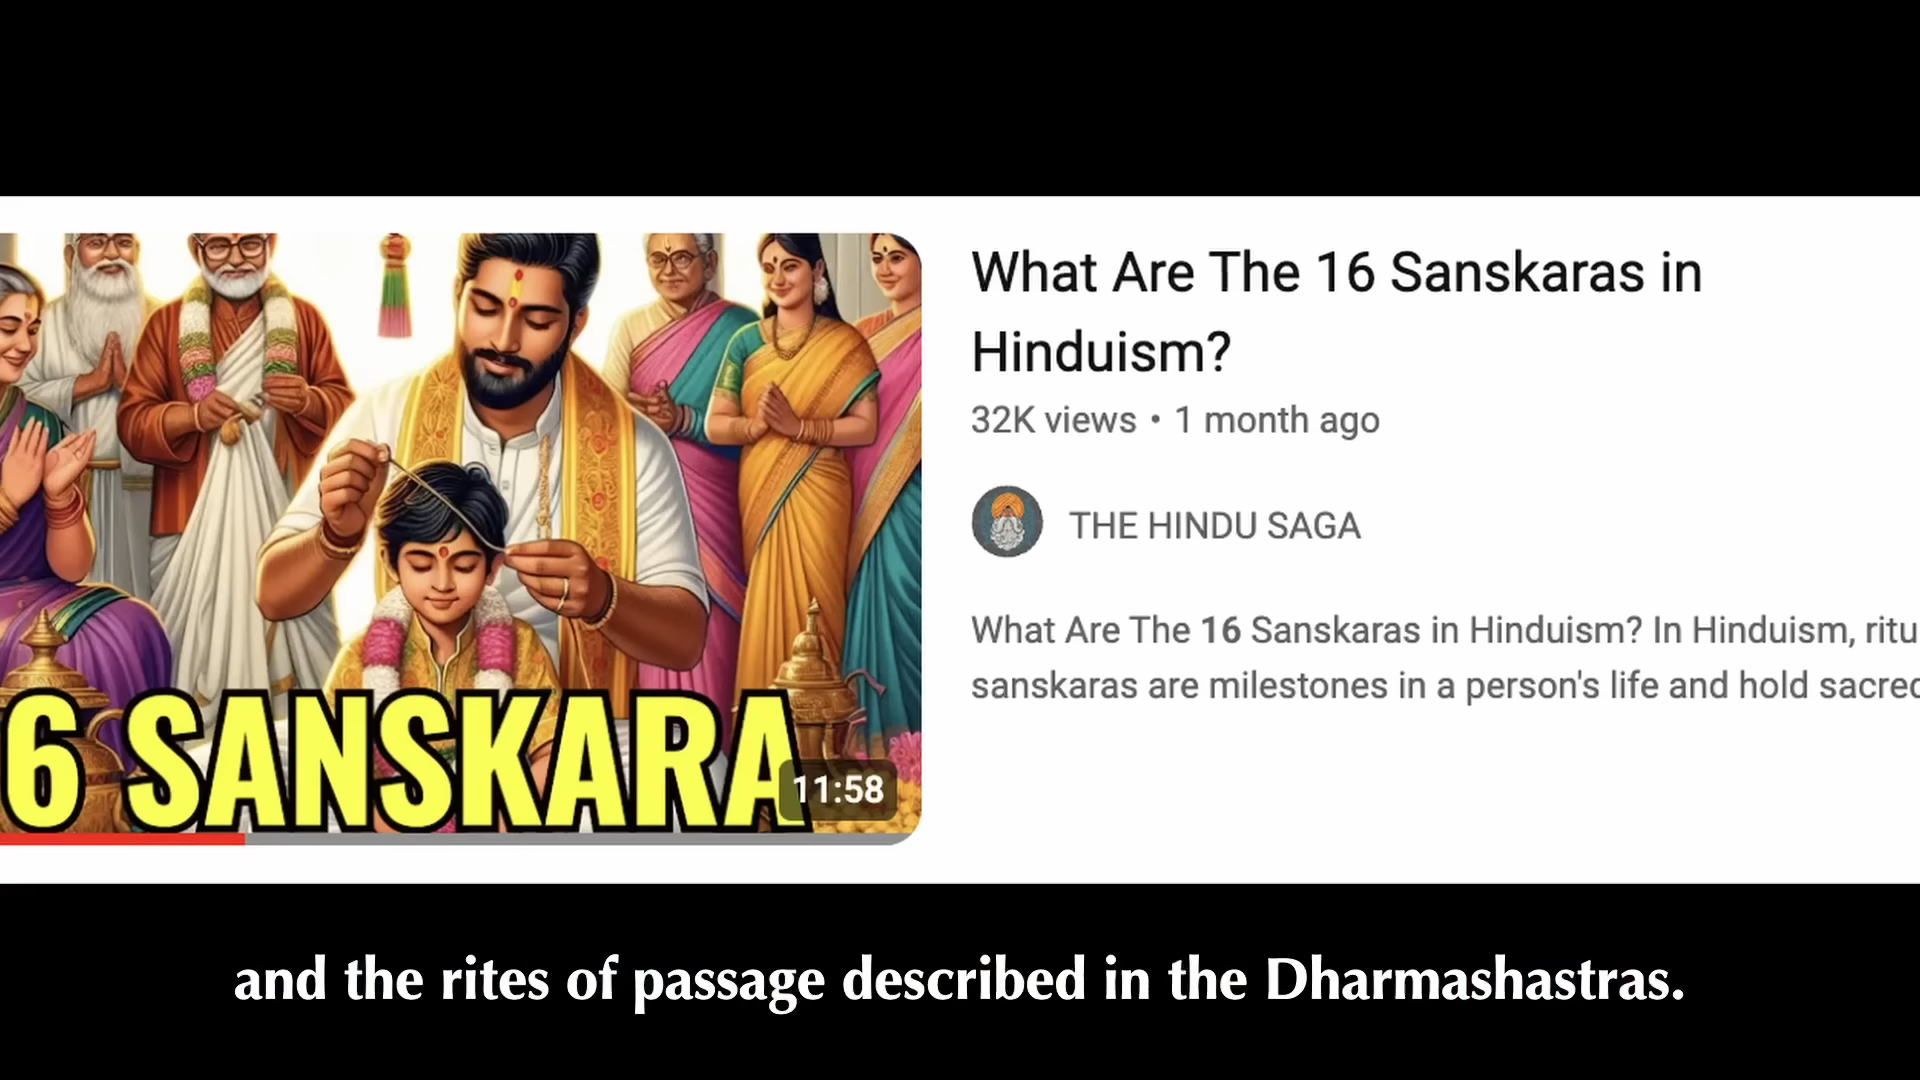 6 SANSKARA
11:58
What Are The 16 Sanskaras in
Hinduism?
32K views • 1 month ago
THE HINDU SAGA
What Are The 16 Sanskaras in Hinduism? In Hinduism, ritu
sanskaras are milestones in a person's life and hold sacred
and the rites of passage described in the Dharmashastras.